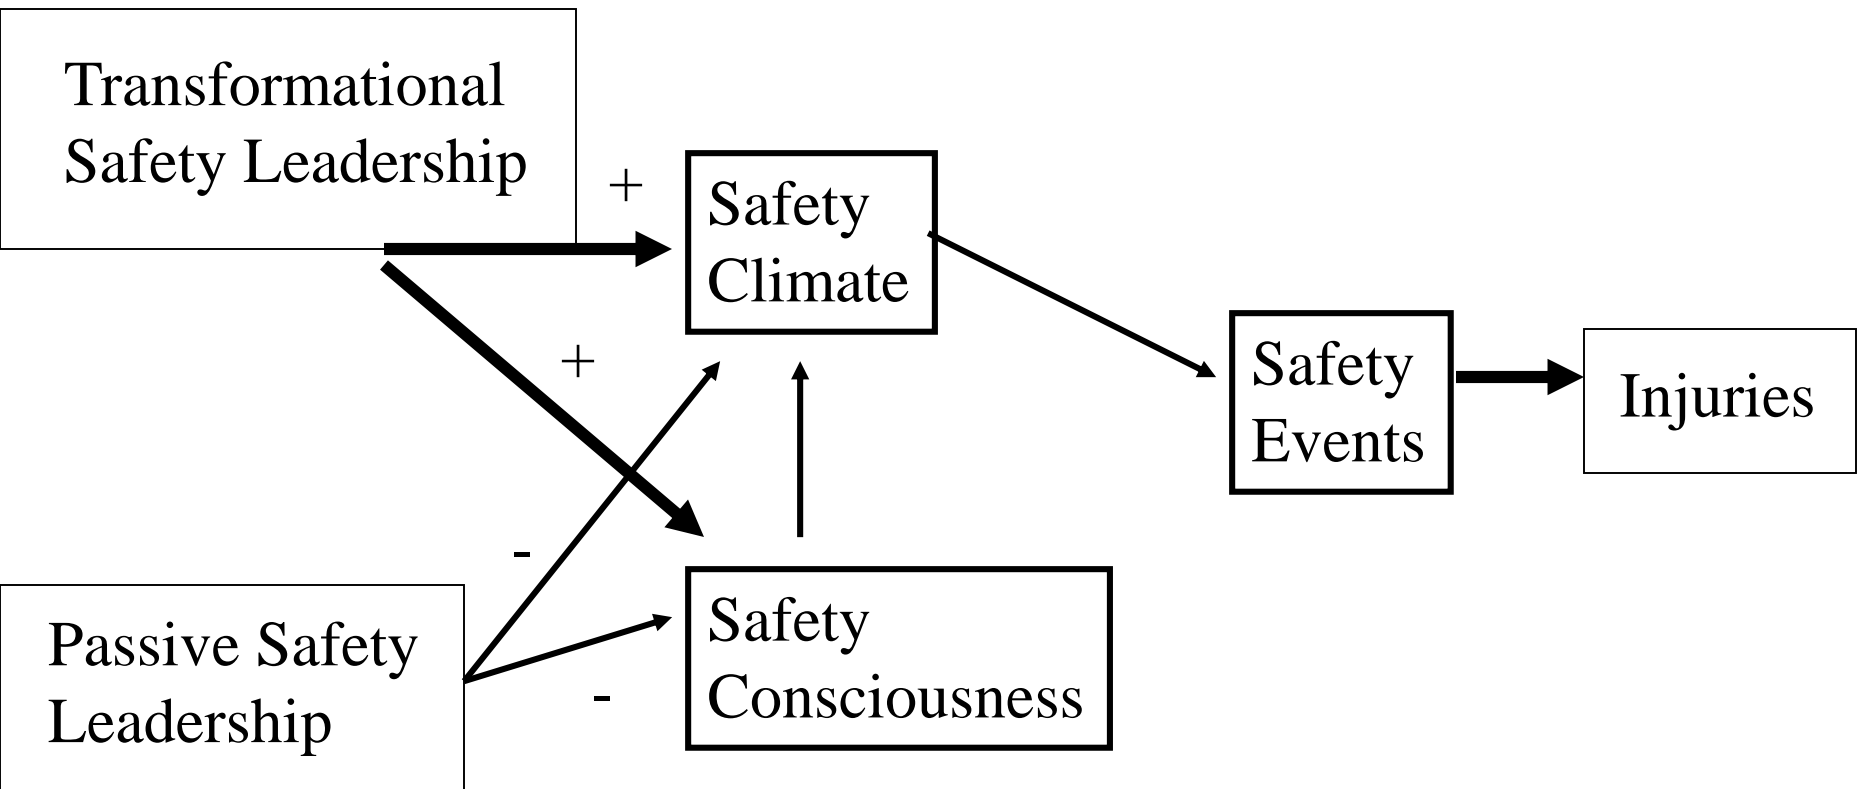 Transformational
Safety Leadership
+
Safety
Climate
+
Safety
Events
Injuries
-
Passive Safety
Leadership
-
Safety
Consciousness